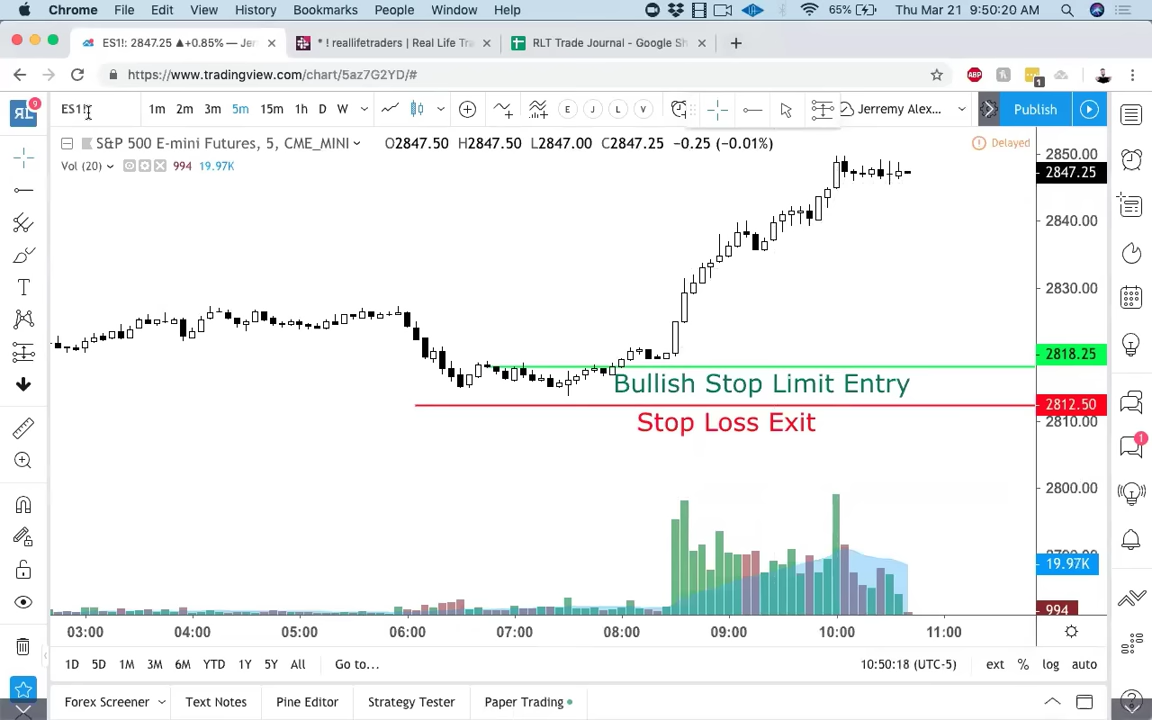 Chrome File Edit View History Bookmarks People Window Help 65% Thu Mar 21 9:50:20 AM
ES1!: 2847.25 ▲+0.85% — Jer * ! reallifetraders | Real Life Tra RLT Trade Journal - Google Sh
https://www.tradingview.com/chart/5az7G2YD/#
ES1! 1m 2m 3m 5m 15m 1h D W E J L V Jerremy Alex... Publish
S&P 500 E-mini Futures, 5, CME_MINI O2847.50 H2847.50 L2847.00 C2847.25 -0.25 (-0.01%) Delayed
Vol (20) 994 19.97K
2850.00
2847.25
2840.00
2830.00
2818.25
Bullish Stop Limit Entry
2812.50
Stop Loss Exit
2810.00
2800.00
19.97K
994
03:00 04:00 05:00 06:00 07:00 08:00 09:00 10:00 11:00
1D 5D 1M 3M 6M YTD 1Y 5Y All Go to... 10:50:18 (UTC-5) ext % log auto
Forex Screener Text Notes Pine Editor Strategy Tester Paper Trading